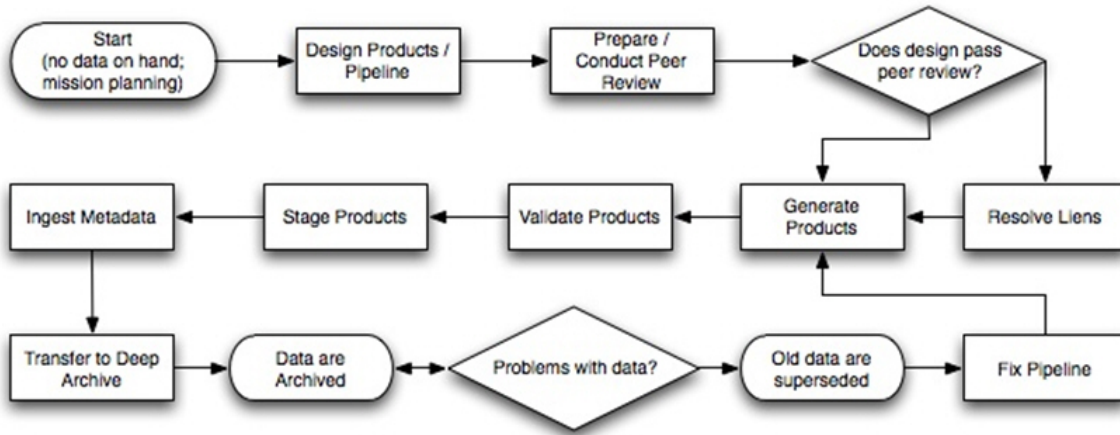 Start
(no data on hand;
mission planning)
Design Products /
Pipeline
Prepare /
Conduct Peer
Review
Does design pass
peer review?
Ingest Metadata
Stage Products
Validate Products
Generate
Products
Resolve Liens
Transfer to Deep
Archive
Data are
Archived
Problems with data?
Old data are
superseded
Fix Pipeline